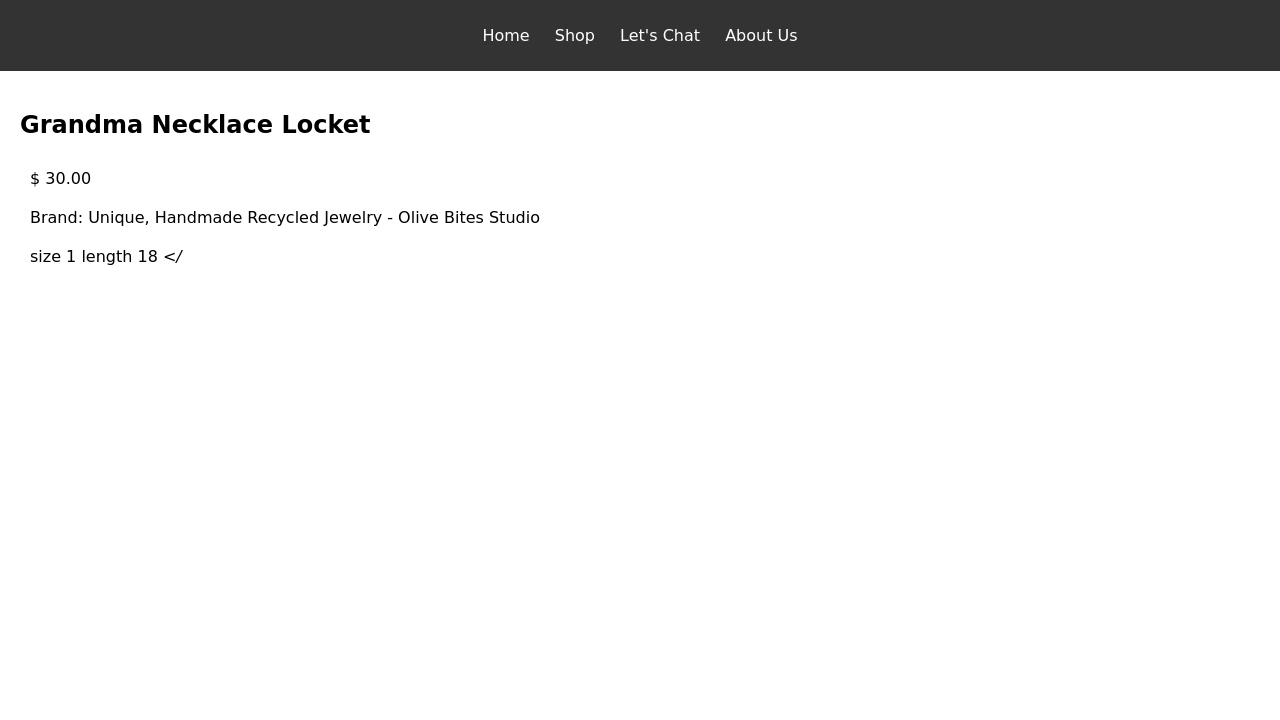 Home Shop Let's Chat About Us
Grandma Necklace Locket
$ 30.00
Brand: Unique, Handmade Recycled Jewelry - Olive Bites Studio
size 1 length 18 </